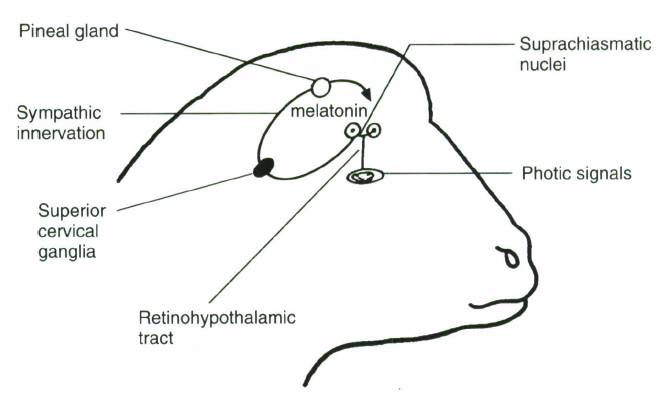 Pineal gland
Suprachiasmatic
nuclei
Sympathic
innervation
melatonin
Photic signals
Superior
cervical
ganglia
Retinohypothalamic
tract